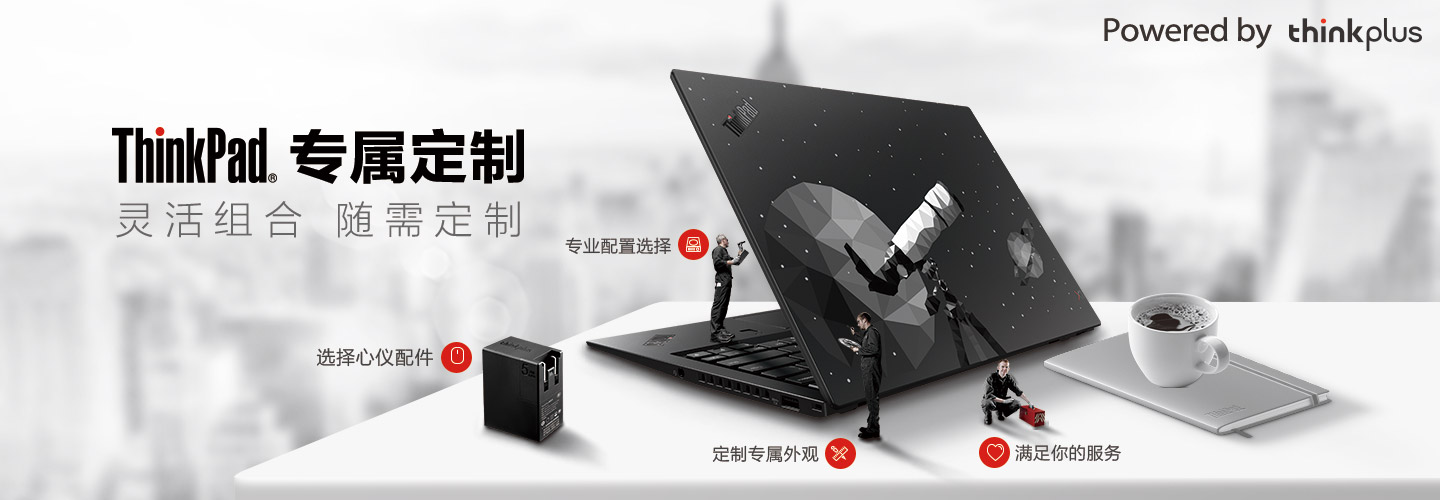 Powered by thinkplus
ThinkPad® 专属定制
灵活组合 随需定制
专业配置选择
ThinkPad
选择心仪配件
thinkplus
定制专属外观
满足你的服务